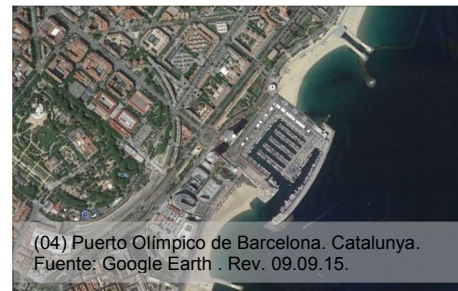 (04) Puerto Olímpico de Barcelona. Catalunya.
Fuente: Google Earth . Rev. 09.09.15.